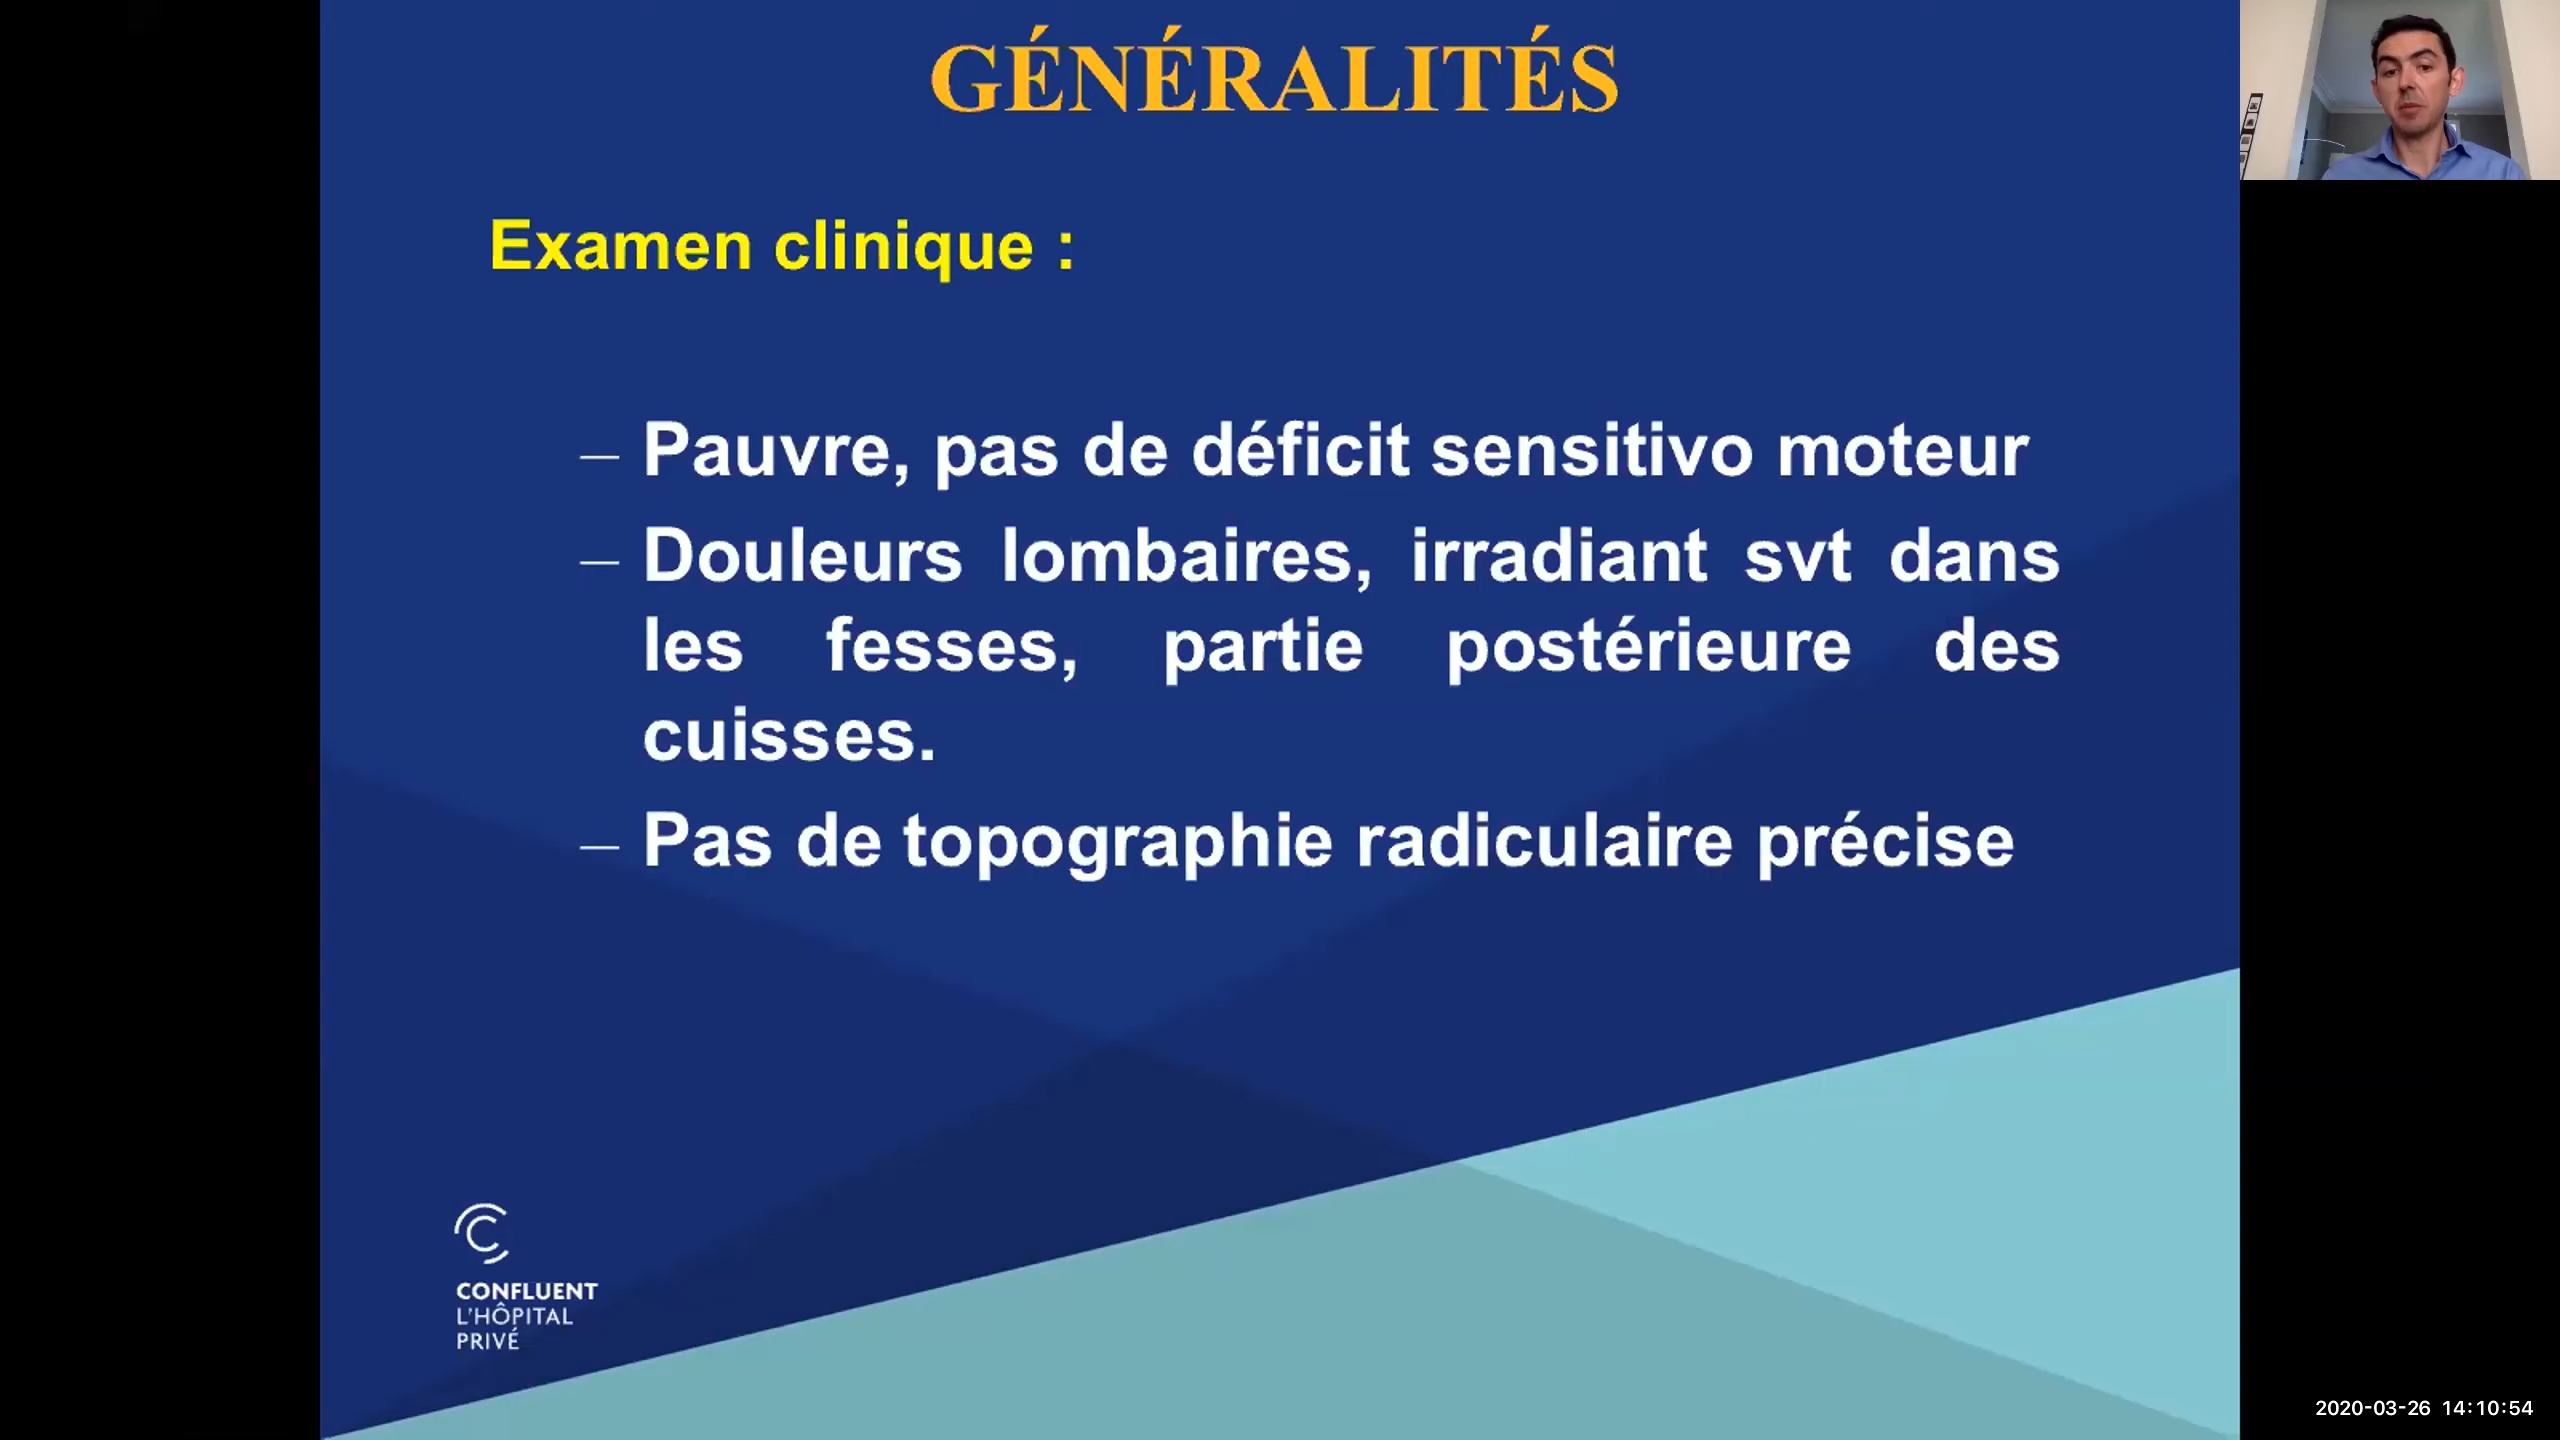 GÉNÉRALITÉS
Examen clinique :
– Pauvre, pas de déficit sensitivo moteur
– Douleurs lombaires, irradiant svt dans
les fesses, partie postérieure des
cuisses.
– Pas de topographie radiculaire précise
CONFLUENT
L'HÔPITAL
PRIVÉ
2020-03-26 14:10:54